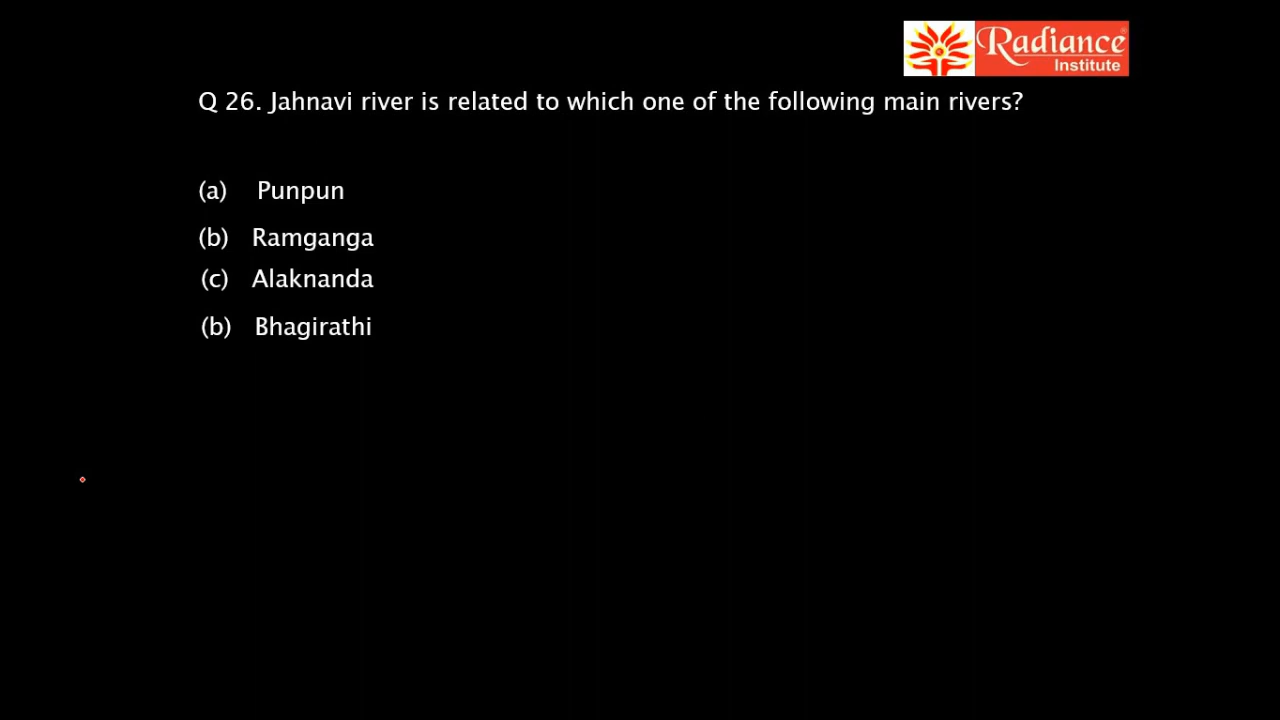 Radiance
Institute
Q 26. Jahnavi river is related to which one of the following main rivers?
(a) Punpun
(b) Ramganga
(c) Alaknanda
(b) Bhagirathi